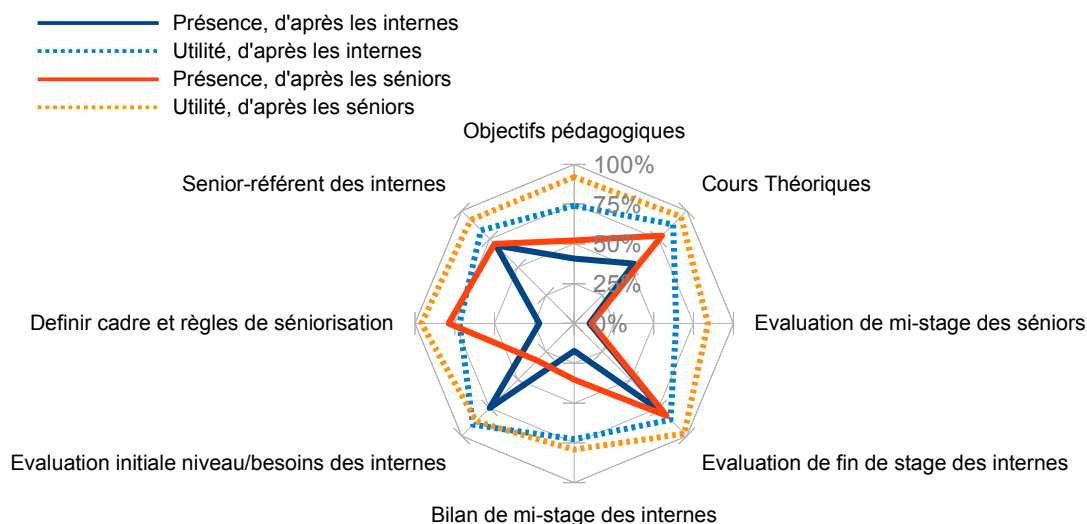 Présence, d'après les internes
Utilité, d'après les internes
Présence, d'après les séniors
Utilité, d'après les séniors
Objectifs pédagogiques
100%
Senior-référent des internes
Cours Théoriques
75%
50%
25%
Definir cadre et règles de séniorisation
0%
Evaluation de mi-stage des séniors
Evaluation initiale niveau/besoins des internes
Evaluation de fin de stage des internes
Bilan de mi-stage des internes